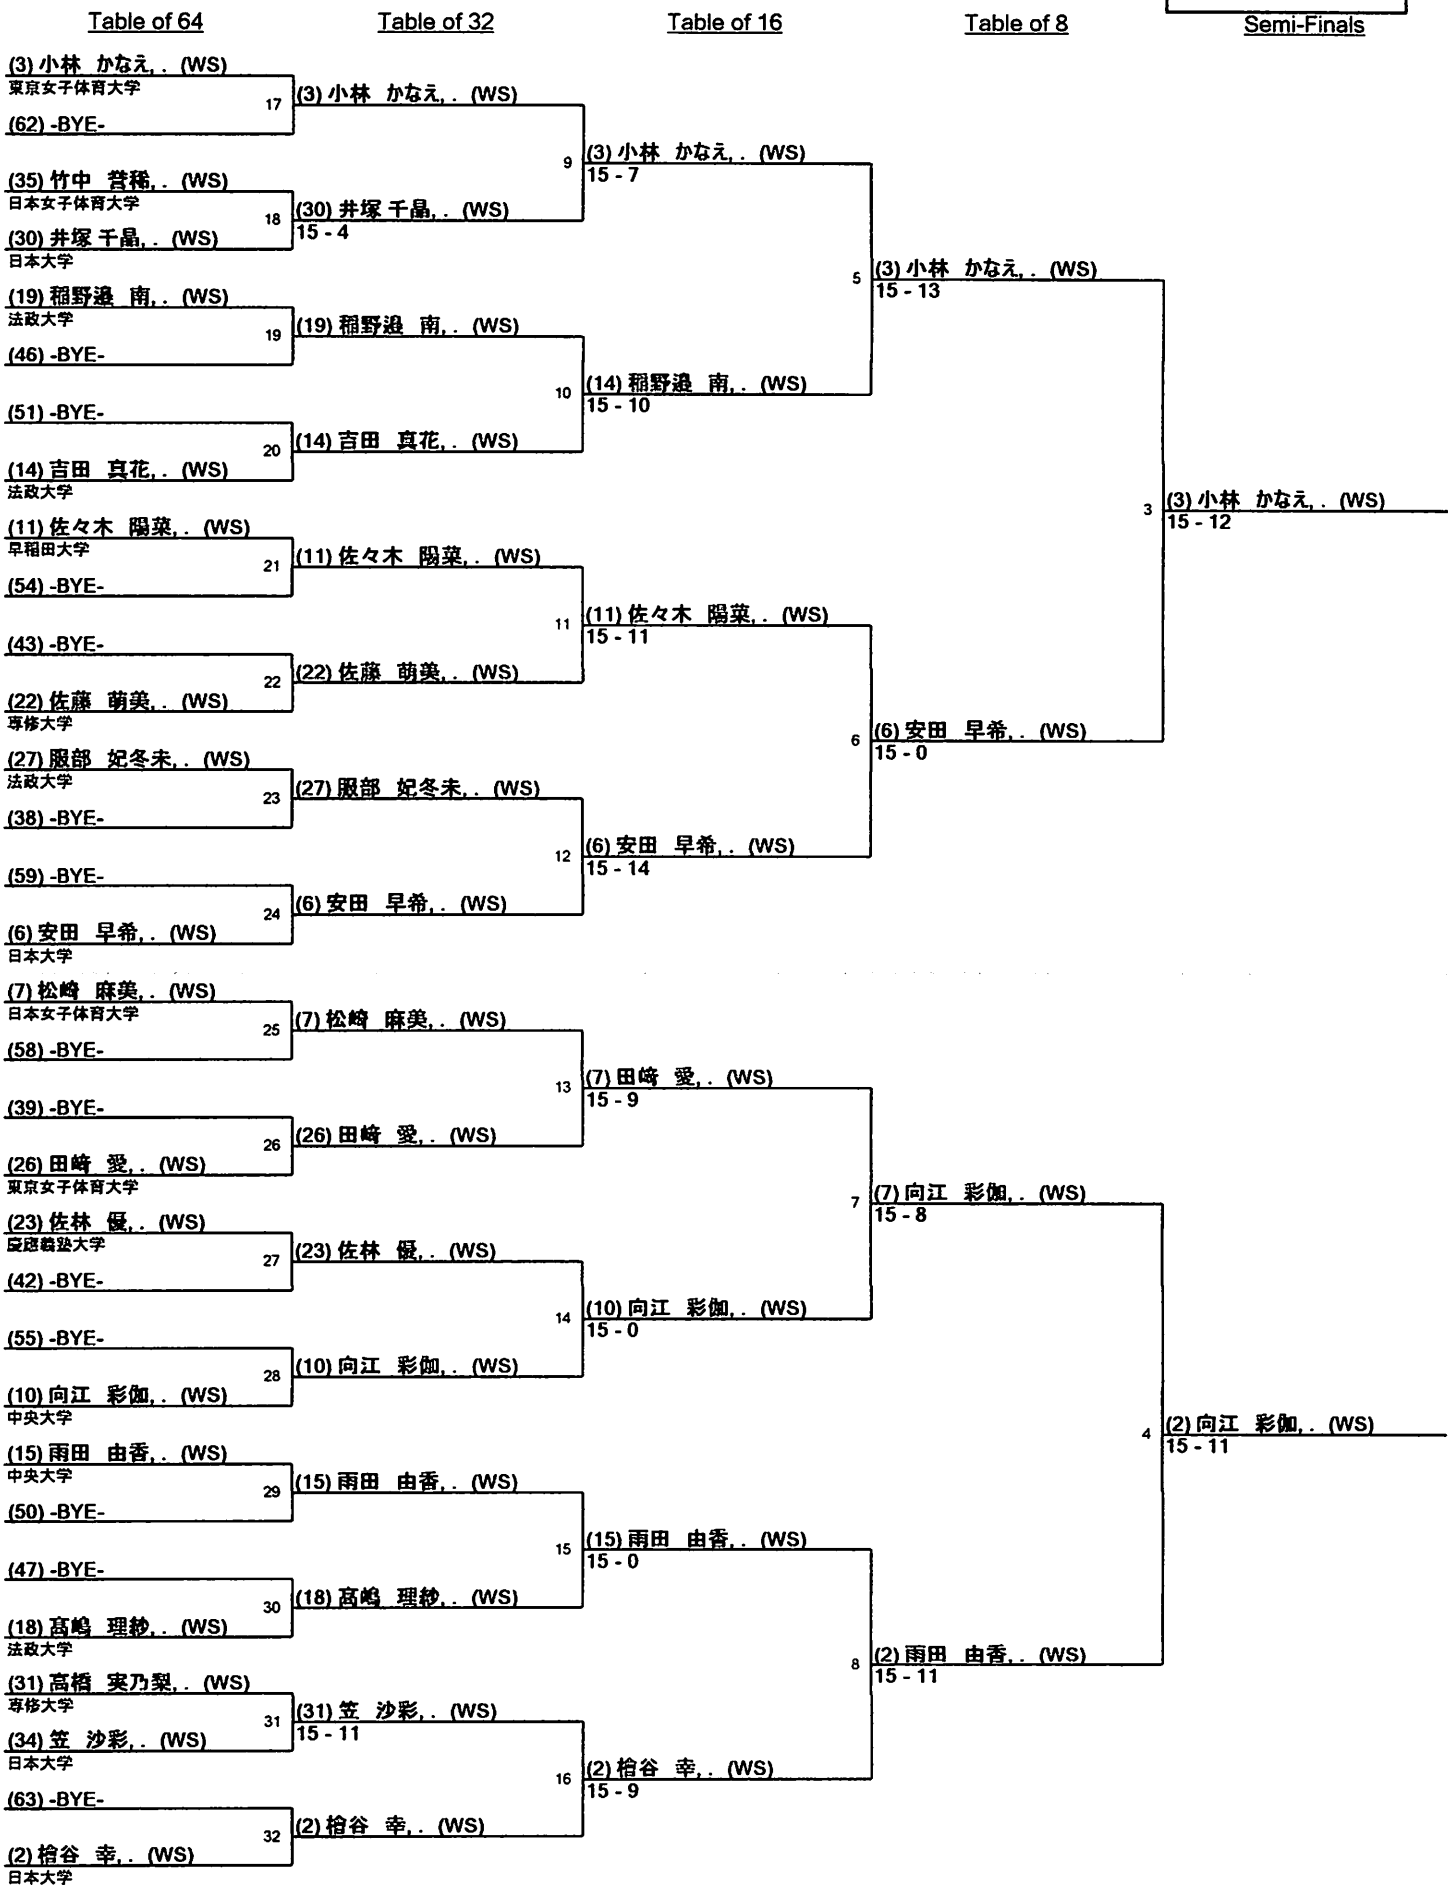 Table of 64
Table of 32
Table of 16
Table of 8
Semi-Finals
(3) 小林 かなえ, . (WS)
東京女子体育大学
(62) -BYE-
(35) 竹中 誉稀, . (WS)
日本女子体育大学
(30) 井塚 千晶, . (WS)
日本大学
(19) 稲野邉 南, . (WS)
法政大学
(46) -BYE-
(51) -BYE-
(14) 吉田 真花, . (WS)
法政大学
(11) 佐々木 陽菜, . (WS)
早稲田大学
(54) -BYE-
(43) -BYE-
(22) 佐藤 萌美, . (WS)
専修大学
(27) 服部 妃冬未, . (WS)
法政大学
(38) -BYE-
(59) -BYE-
(6) 安田 早希, . (WS)
日本大学
(7) 松﨑 麻美, . (WS)
日本女子体育大学
(58) -BYE-
(39) -BYE-
(26) 田﨑 愛, . (WS)
東京女子体育大学
(23) 佐林 優, . (WS)
慶應義塾大学
(42) -BYE-
(55) -BYE-
(10) 向江 彩伽, . (WS)
中央大学
(15) 雨田 由香, . (WS)
中央大学
(50) -BYE-
(47) -BYE-
(18) 髙嶋 理紗, . (WS)
法政大学
(31) 高橋 実乃梨, . (WS)
専修大学
(34) 笠 沙彩, . (WS)
日本大学
(63) -BYE-
(2) 檜谷 幸, . (WS)
日本大学
17
(3) 小林 かなえ, . (WS)
18
(30) 井塚 千晶, . (WS)
15 - 4
19
(19) 稲野邉 南, . (WS)
20
(14) 吉田 真花, . (WS)
21
(11) 佐々木 陽菜, . (WS)
22
(22) 佐藤 萌美, . (WS)
23
(27) 服部 妃冬未, . (WS)
24
(6) 安田 早希, . (WS)
25
(7) 松﨑 麻美, . (WS)
26
(26) 田﨑 愛, . (WS)
27
(23) 佐林 優, . (WS)
28
(10) 向江 彩伽, . (WS)
29
(15) 雨田 由香, . (WS)
30
(18) 髙嶋 理紗, . (WS)
31
(31) 笠 沙彩, . (WS)
15 - 11
32
(2) 檜谷 幸, . (WS)
9
(3) 小林 かなえ, . (WS)
15 - 7
10
(14) 稲野邉 南, . (WS)
15 - 10
11
(11) 佐々木 陽菜, . (WS)
15 - 11
12
(6) 安田 早希, . (WS)
15 - 14
13
(7) 田﨑 愛, . (WS)
15 - 9
14
(10) 向江 彩伽, . (WS)
15 - 0
15
(15) 雨田 由香, . (WS)
15 - 0
16
(2) 檜谷 幸, . (WS)
15 - 9
5
(3) 小林 かなえ, . (WS)
15 - 13
6
(6) 安田 早希, . (WS)
15 - 0
7
(7) 向江 彩伽, . (WS)
15 - 8
8
(2) 雨田 由香, . (WS)
15 - 11
3
(3) 小林 かなえ, . (WS)
15 - 12
4
(2) 向江 彩伽, . (WS)
15 - 11